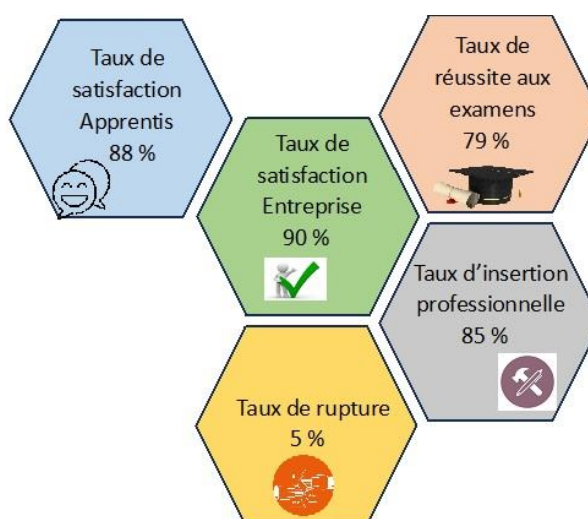 Taux de
satisfaction
Apprentis
88 %
Taux de
réussite aux
examens
79 %
Taux de
satisfaction
Entreprise
90 %
Taux d’insertion
professionnelle
85 %
Taux de rupture
5 %